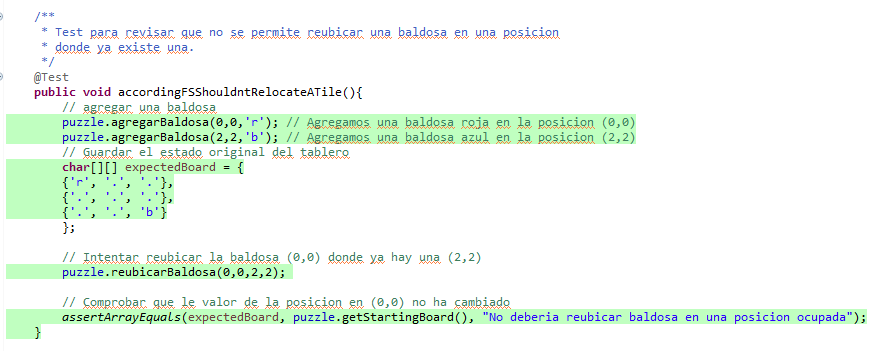 /**
* Test para revisar que no se permite reubicar una baldosa en una posicion
* donde ya existe una.
*/
@Test
public void accordingFSShouldntRelocateATile(){
// agregar una baldosa
puzzle.agregarBaldosa(0,0,'r'); // Agregamos una baldosa roja en la posicion (0,0)
puzzle.agregarBaldosa(2,2,'b'); // Agregamos una baldosa azul en la posicion (2,2)
// Guardar el estado original del tablero
char[][] expectedBoard = {
{'r', '.', '.'},
{'.', '.', '.'},
{'.', '.', 'b'}
};
// Intentar reubicar la baldosa (0,0) donde ya hay una (2,2)
puzzle.reubicarBaldosa(0,0,2,2);
// Comprobar que le valor de la posicion en (0,0) no ha cambiado
assertArrayEquals(expectedBoard, puzzle.getStartingBoard(), "No deberia reubicar baldosa en una posicion ocupada");
}